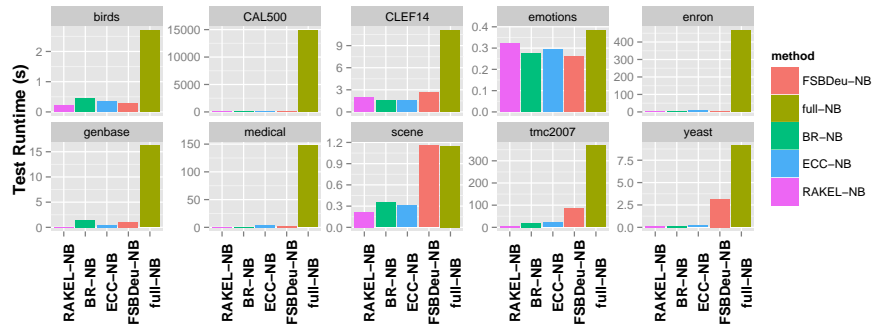 birds CAL500 CLEF14 emotions enron
2
1
0
15000
10000
5000
0
9
6
3
0
0.4
0.3
0.2
0.1
0.0
400
300
200
100
0
genbase medical scene tmc2007 yeast
15
10
5
0
150
100
50
0
1.2
0.9
0.6
0.3
0.0
300
200
100
0
7.5
5.0
2.5
0.0
Test Runtime (s)
RAKEL−NB
BR−NB
ECC−NB
FSBDeu−NB
full−NB
RAKEL−NB
BR−NB
ECC−NB
FSBDeu−NB
full−NB
RAKEL−NB
BR−NB
ECC−NB
FSBDeu−NB
full−NB
RAKEL−NB
BR−NB
ECC−NB
FSBDeu−NB
full−NB
RAKEL−NB
BR−NB
ECC−NB
FSBDeu−NB
full−NB
method
FSBDeu−NB
full−NB
BR−NB
ECC−NB
RAKEL−NB